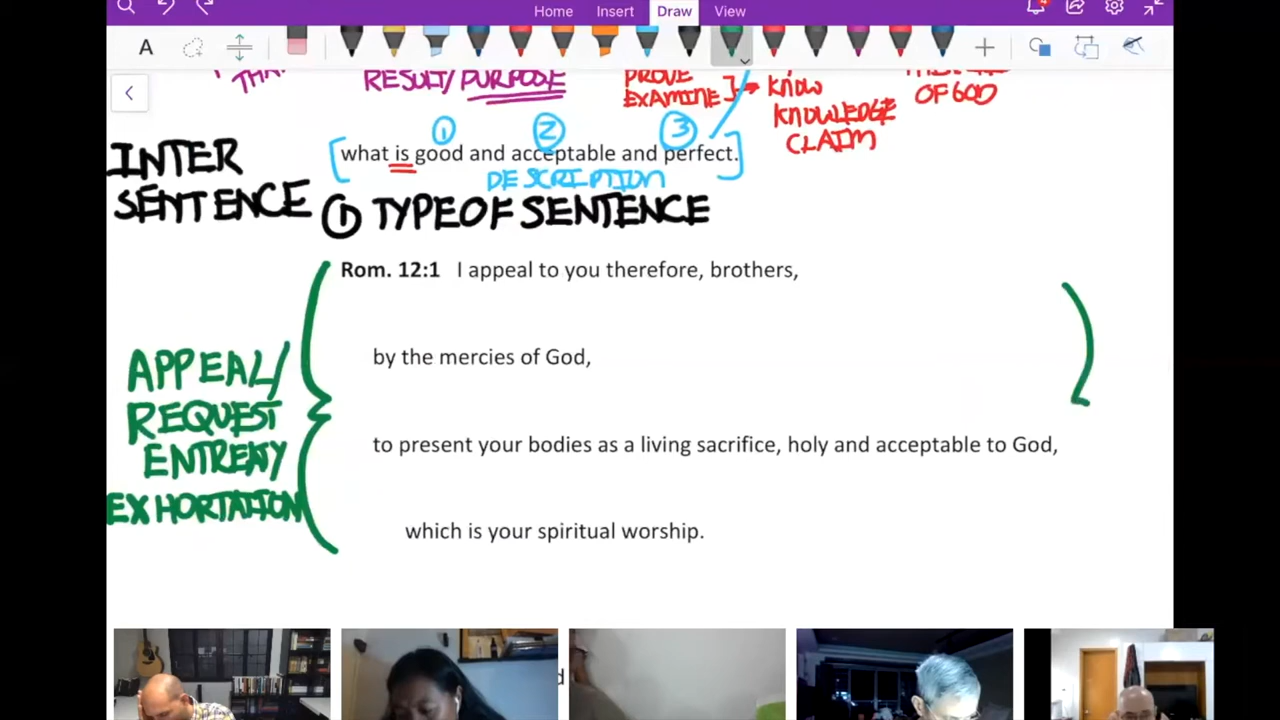 Home Insert Draw View
A
RESULT/PURPOSE
PROVE
EXAMINE
KNOW
KNOWLEDGE
CLAIM
OF GOD
1 2 3
[what is good and acceptable and perfect.]
DESCRIPTION
INTER
SENTENCE
1 TYPE OF SENTENCE
Rom. 12:1 I appeal to you therefore, brothers,
by the mercies of God,
APPEAL/
REQUEST
ENTREATY
EXHORTATION
to present your bodies as a living sacrifice, holy and acceptable to God,
which is your spiritual worship.